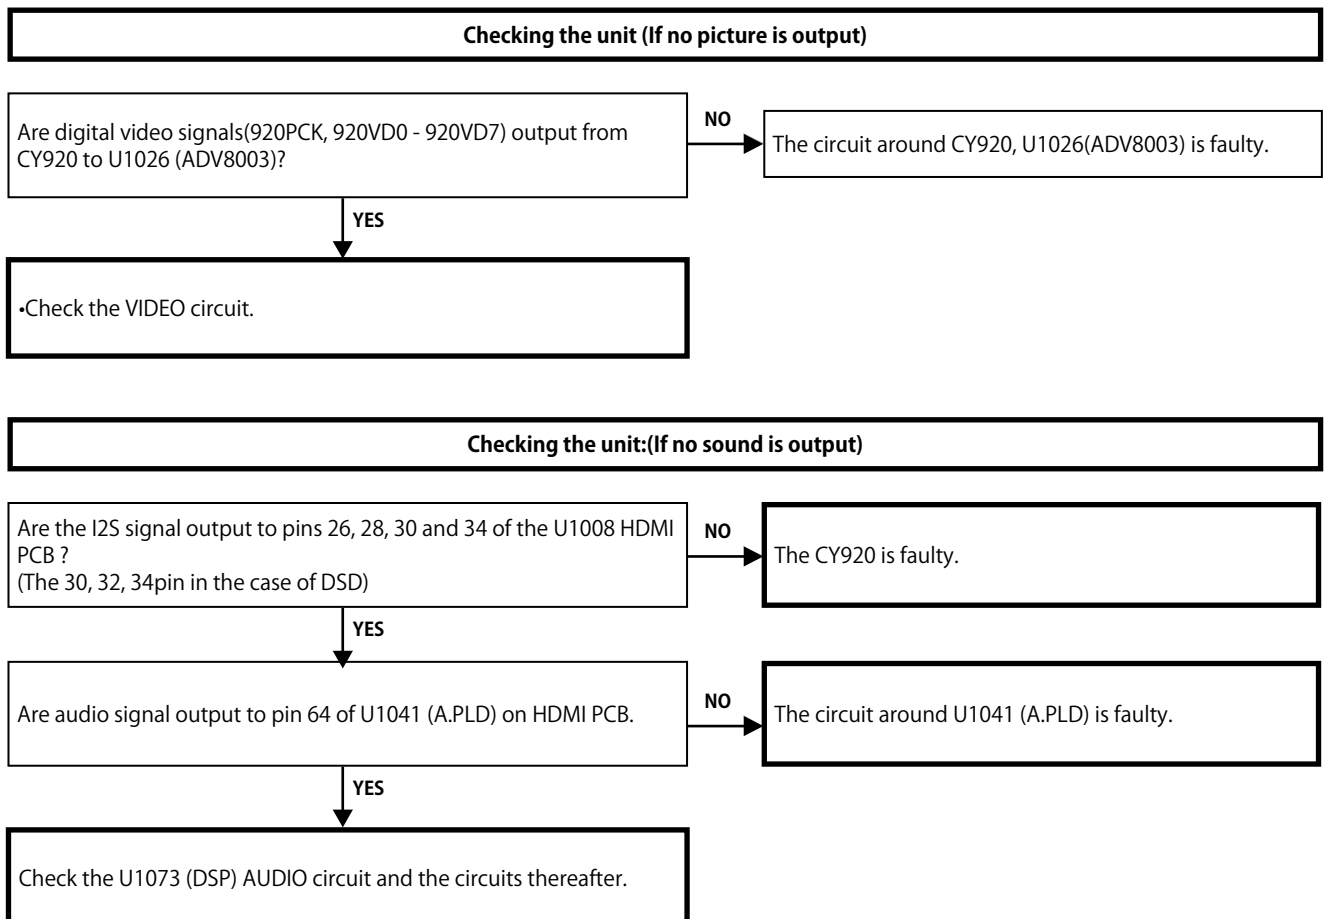 Checking the unit (If no picture is output)
Are digital video signals(920PCK, 920VD0 - 920VD7) output from
CY920 to U1026 (ADV8003)?
NO
The circuit around CY920, U1026(ADV8003) is faulty.
YES
•Check the VIDEO circuit.
Checking the unit:(If no sound is output)
Are the I2S signal output to pins 26, 28, 30 and 34 of the U1008 HDMI
PCB ?
(The 30, 32, 34pin in the case of DSD)
NO
The CY920 is faulty.
YES
Are audio signal output to pin 64 of U1041 (A.PLD) on HDMI PCB.
NO
The circuit around U1041 (A.PLD) is faulty.
YES
Check the U1073 (DSP) AUDIO circuit and the circuits thereafter.